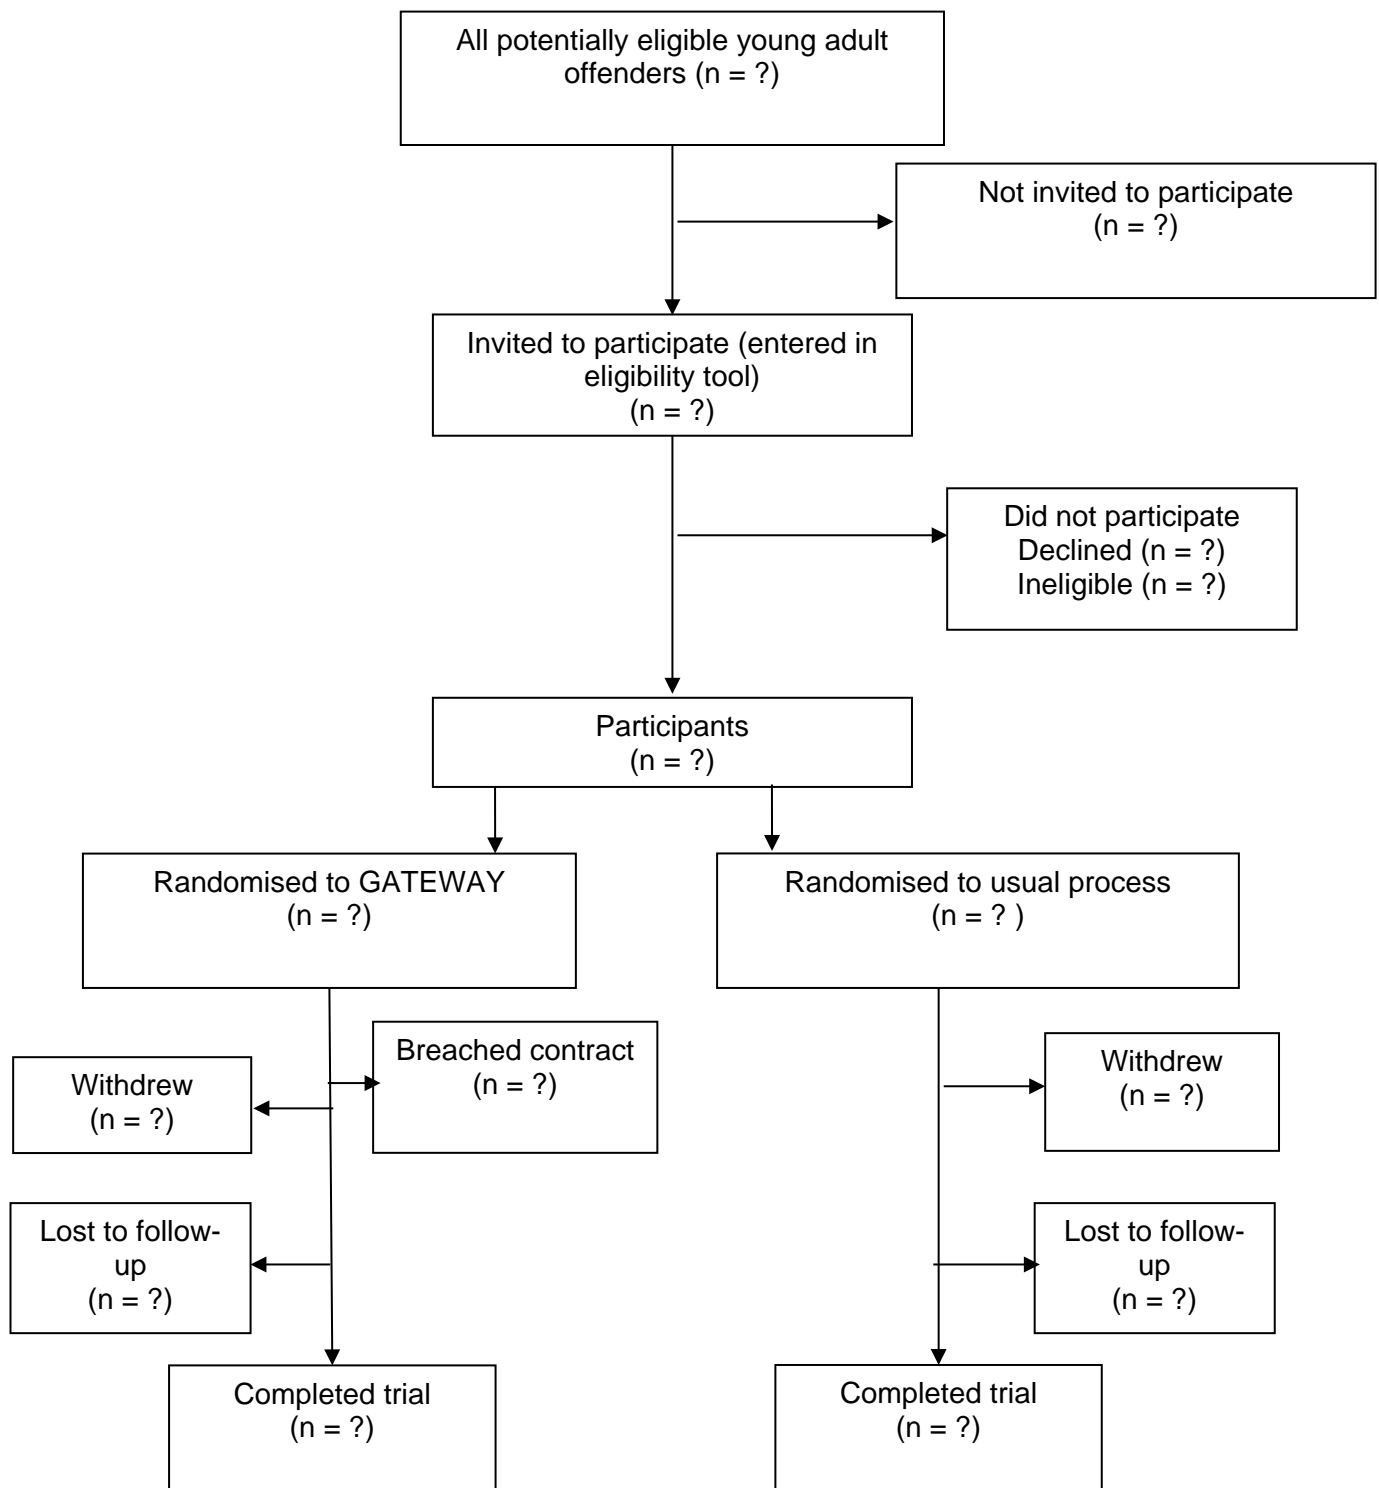 All potentially eligible young adult
offenders (n = ?)
Not invited to participate
(n = ?)
Invited to participate (entered in
eligibility tool)
(n = ?)
Did not participate
Declined (n = ?)
Ineligible (n = ?)
Participants
(n = ?)
Randomised to GATEWAY
(n = ?)
Randomised to usual process
(n = ? )
Breached contract
(n = ?)
Withdrew
(n = ?)
Withdrew
(n = ?)
Lost to follow-
up
(n = ?)
Lost to follow-
up
(n = ?)
Completed trial
(n = ?)
Completed trial
(n = ?)